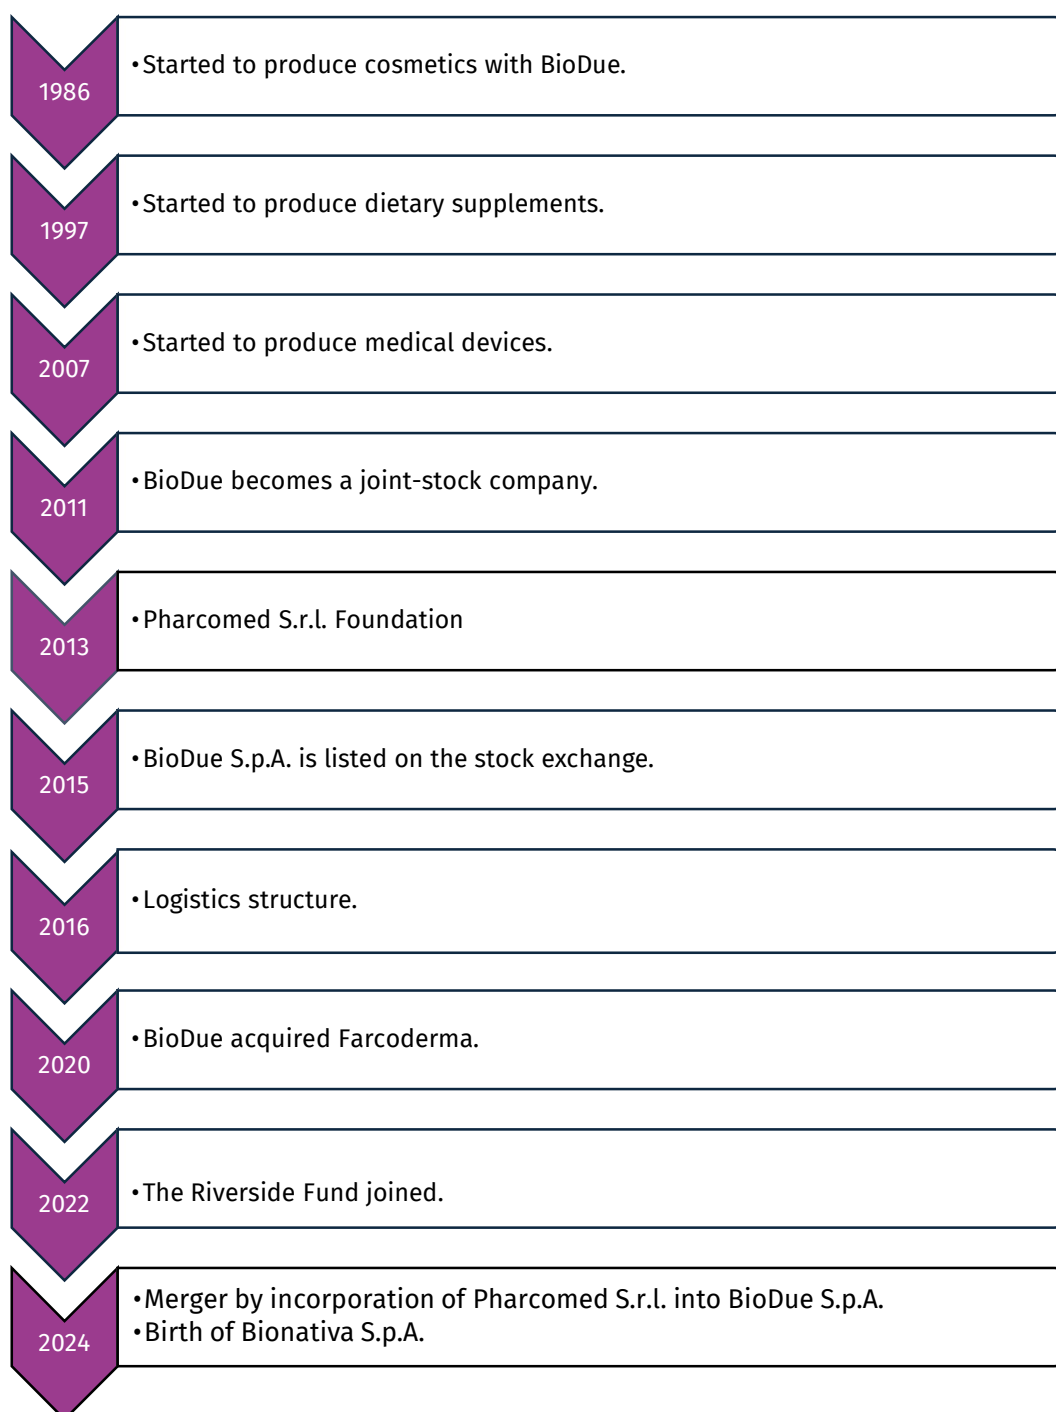 1986
•Started to produce cosmetics with BioDue.
1997
•Started to produce dietary supplements.
2007
•Started to produce medical devices.
2011
•BioDue becomes a joint-stock company.
2013
•Pharcomed S.r.l. Foundation
2015
•BioDue S.p.A. is listed on the stock exchange.
2016
•Logistics structure.
2020
•BioDue acquired Farcoderma.
2022
•The Riverside Fund joined.
2024
•Merger by incorporation of Pharcomed S.r.l. into BioDue S.p.A.
•Birth of Bionativa S.p.A.